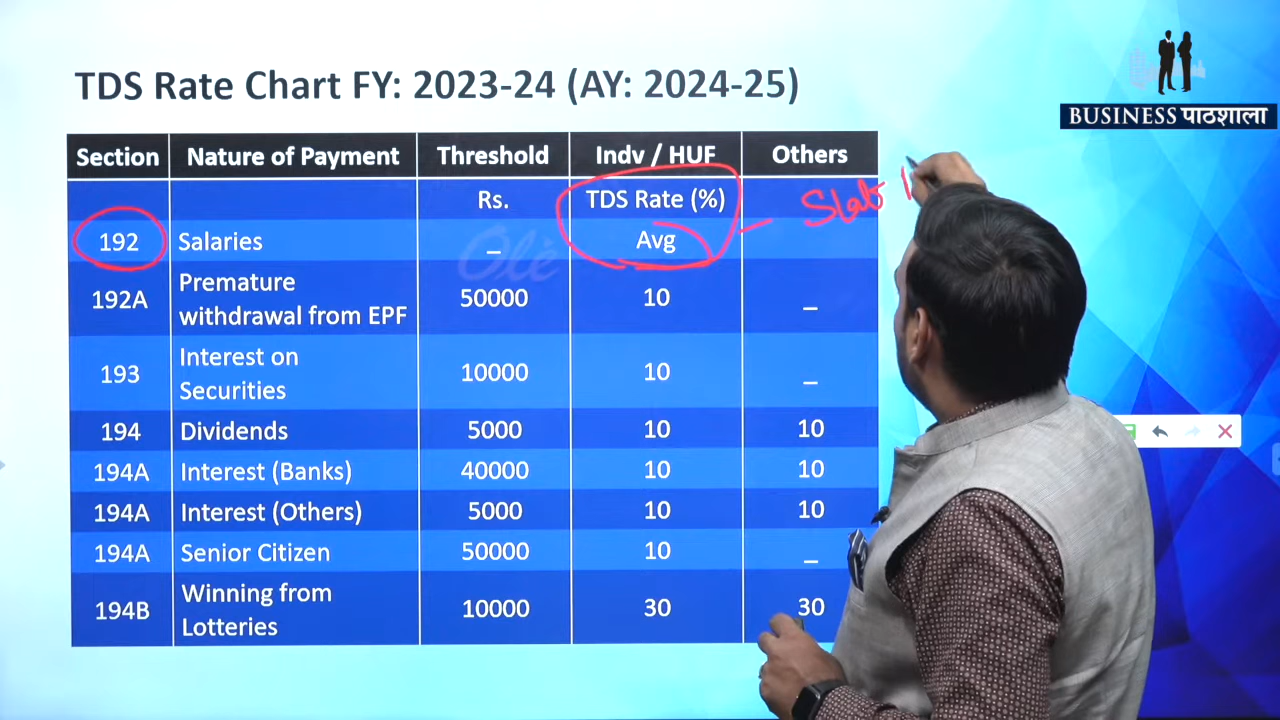 BUSINESS पाठशाला
TDS Rate Chart FY: 2023-24 (AY: 2024-25)
Section Nature of Payment Threshold Indv / HUF Others
Rs. TDS Rate (%)
192 Salaries _ Avg Slab
192A Premature withdrawal from EPF 50000 10 _
193 Interest on Securities 10000 10 _
194 Dividends 5000 10 10
194A Interest (Banks) 40000 10 10
194A Interest (Others) 5000 10 10
194A Senior Citizen 50000 10 _
194B Winning from Lotteries 10000 30 30
Olè